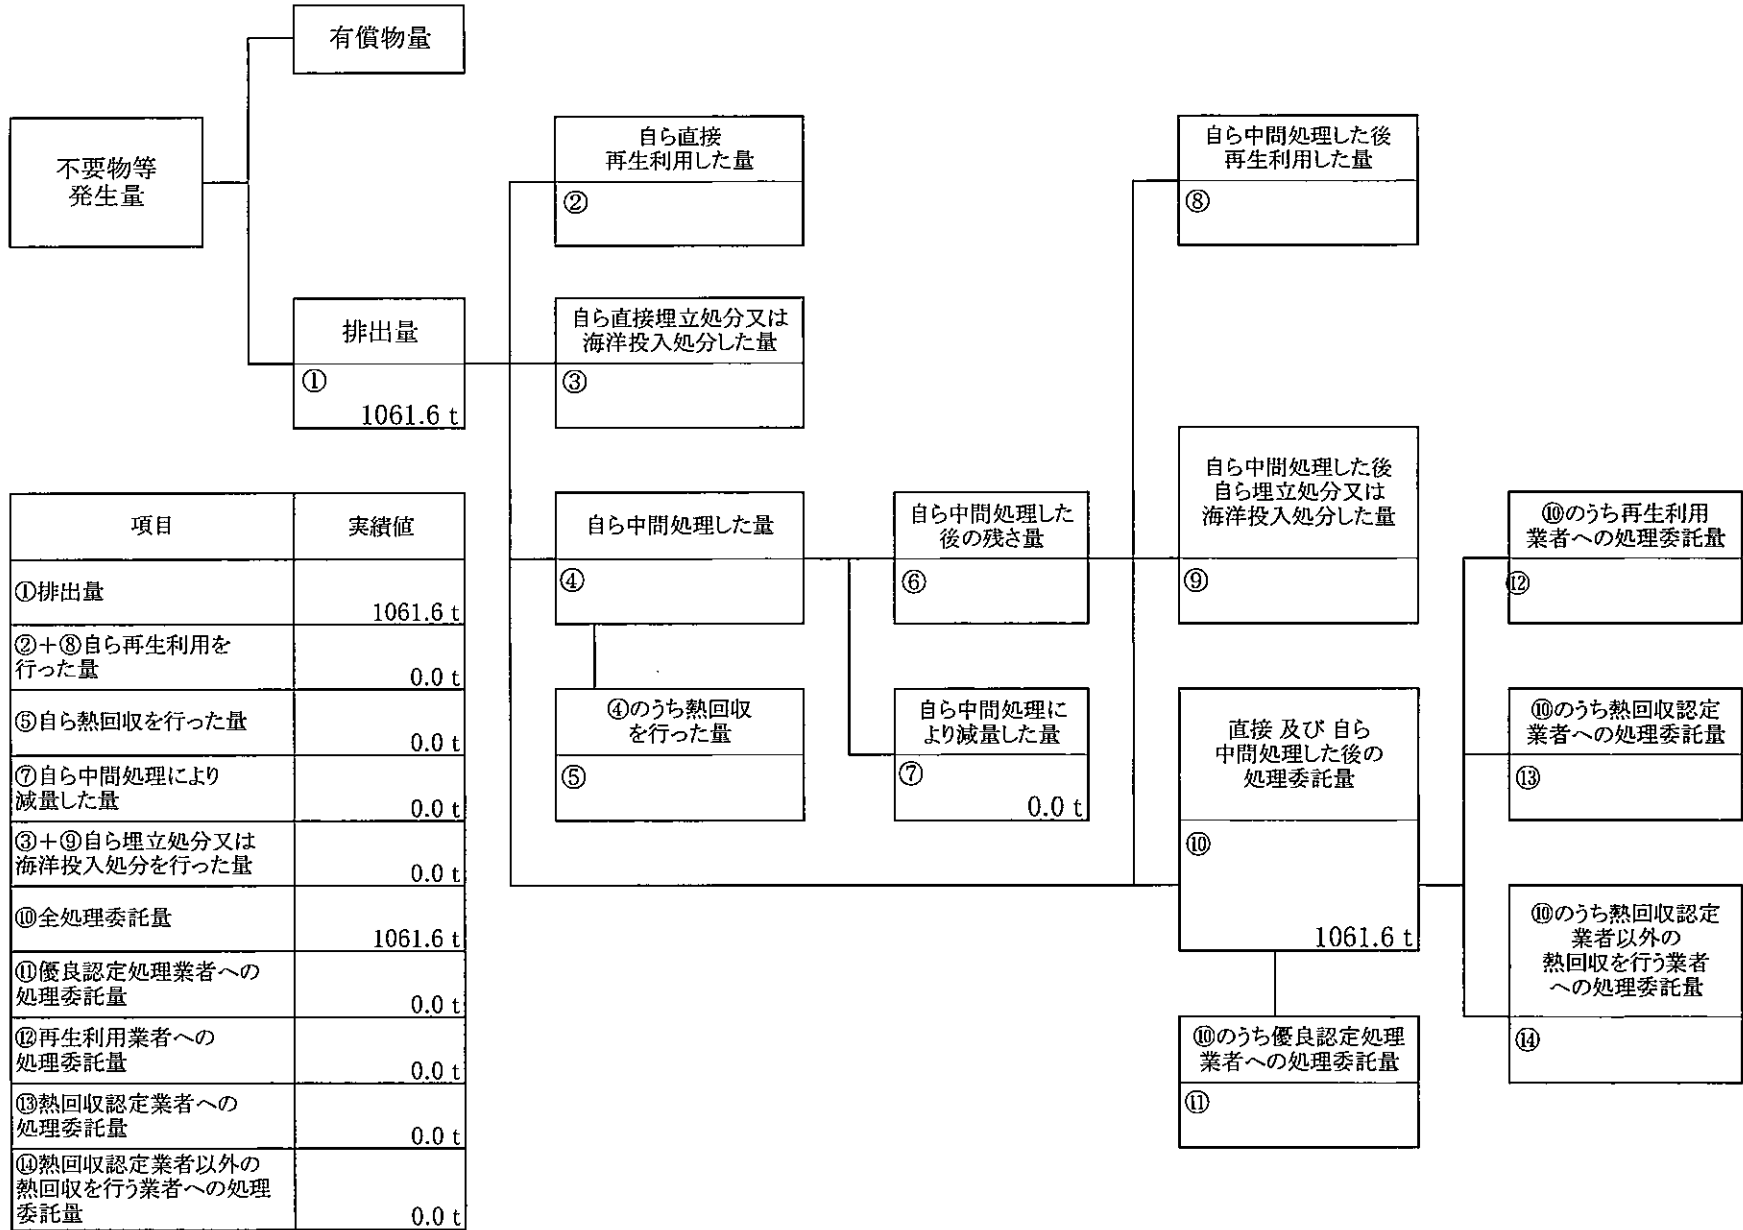 有償物量
不要物等
発生量
排出量
①
1061.6 t
自ら直接
再生利用した量
②
自ら直接埋立処分又は
海洋投入処分した量
③
自ら中間処理した量
④
④のうち熱回収
を行った量
⑤
自ら中間処理した
後の残さ量
⑥
自ら中間処理に
より減量した量
⑦
0.0 t
自ら中間処理した後
再生利用した量
⑧
自ら中間処理した後
自ら埋立処分又は
海洋投入処分した量
⑨
直接 及び 自ら
中間処理した後の
処理委託量
⑩
1061.6 t
⑩のうち優良認定処理
業者への処理委託量
⑪
⑩のうち再生利用
業者への処理委託量
⑫
⑩のうち熱回収認定
業者への処理委託量
⑬
⑩のうち熱回収認定
業者以外の
熱回収を行う業者
への処理委託量
⑭
項目 実績値
①排出量
1061.6 t
②+⑧自ら再生利用を
行った量
0.0 t
⑤自ら熱回収を行った量
0.0 t
⑦自ら中間処理により
減量した量
0.0 t
③+⑨自ら埋立処分又は
海洋投入処分を行った量
0.0 t
⑩全処理委託量
1061.6 t
⑪優良認定処理業者への
処理委託量
0.0 t
⑫再生利用業者への
処理委託量
0.0 t
⑬熱回収認定業者への
処理委託量
0.0 t
⑭熱回収認定業者以外の
熱回収を行う業者への処理
委託量
0.0 t